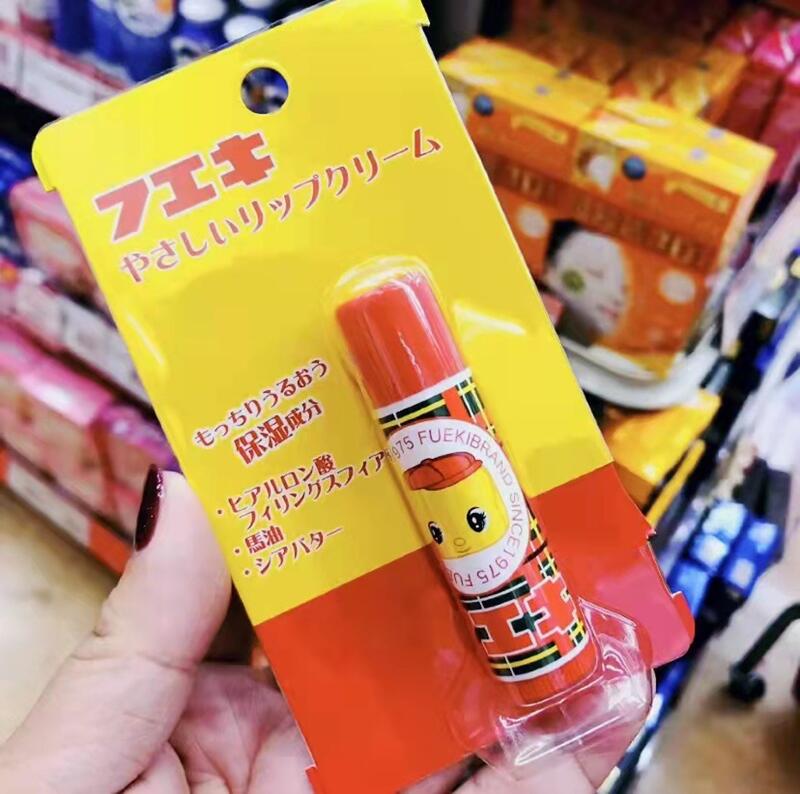 フエキ
やさしいリップクリーム
もっちりうるおう
保湿成分
・ヒアルロン酸
フィリングスフィア
・馬油
・シアバター
1975 FUEKIBRAND SINCE1975 FU
エキ